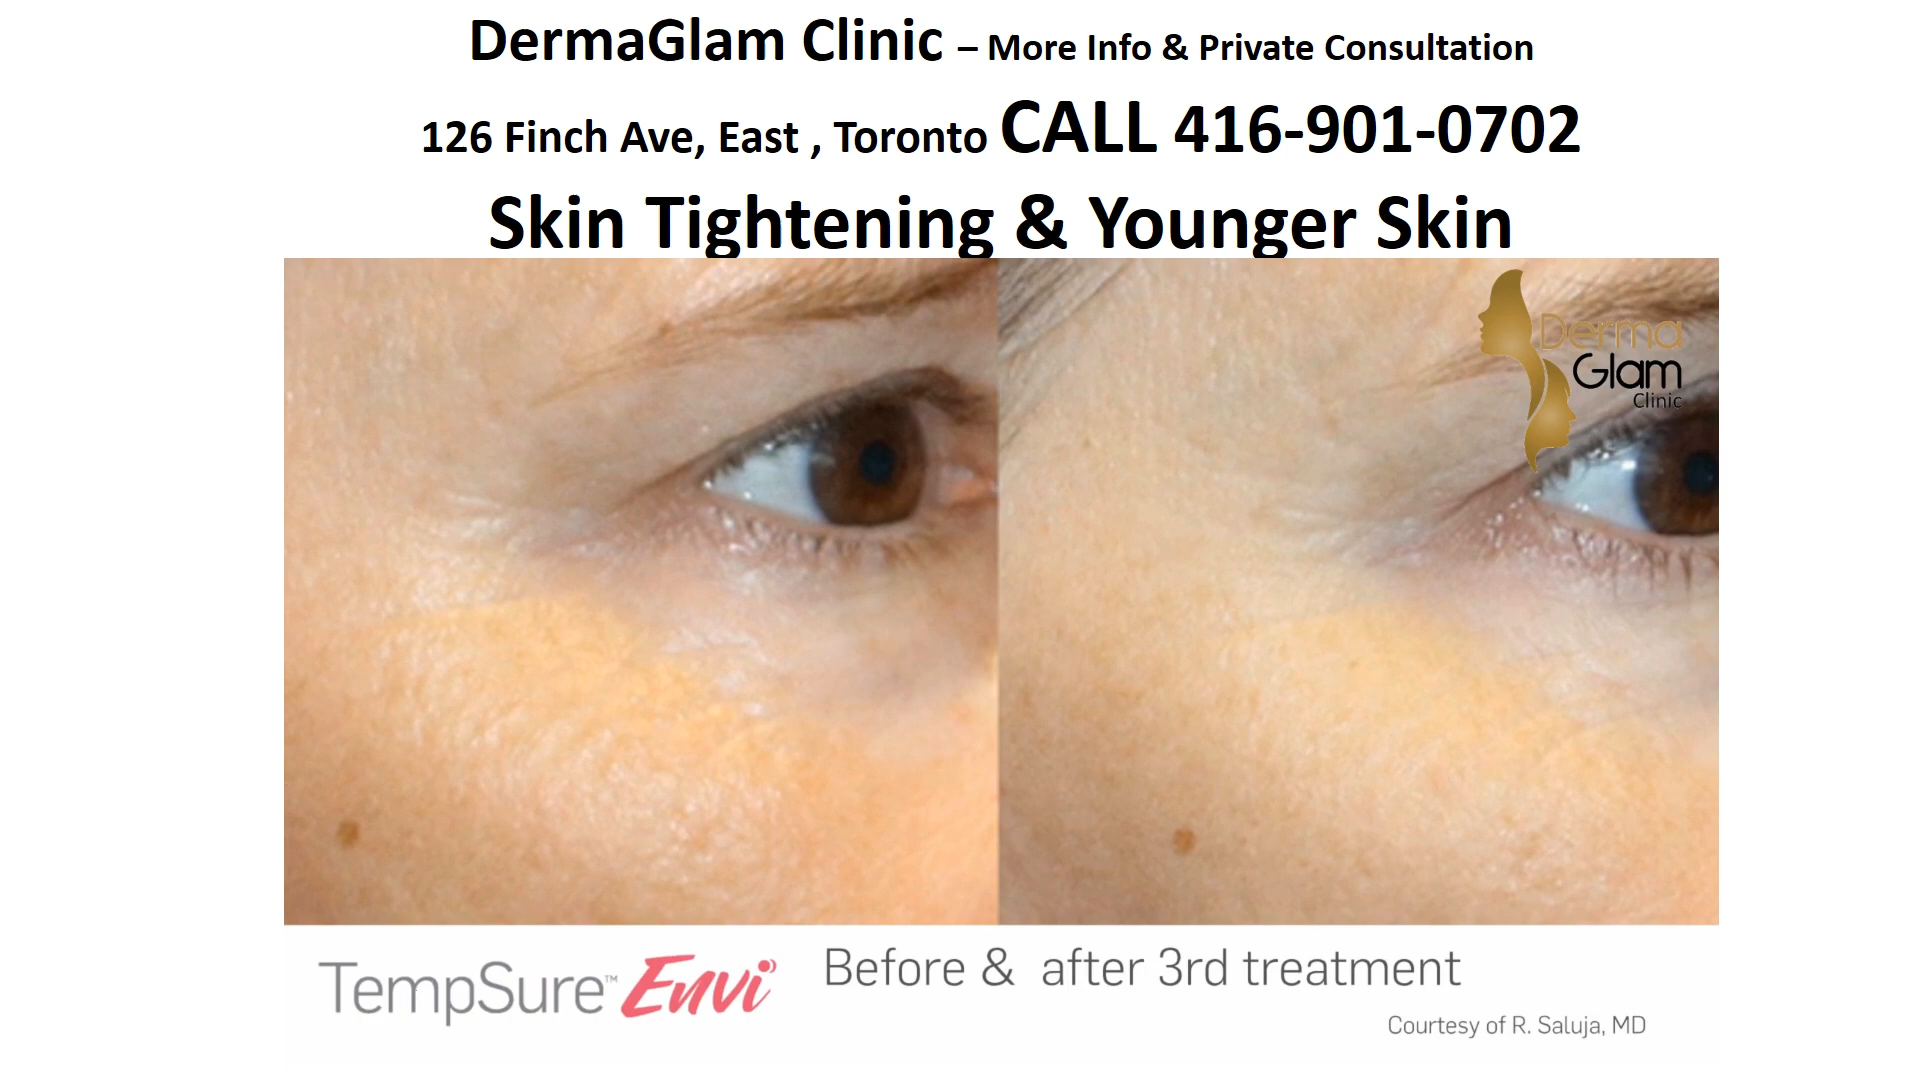 DermaGlam Clinic – More Info & Private Consultation
126 Finch Ave, East , Toronto CALL 416-901-0702
Skin Tightening & Younger Skin
Derma
Glam
Clinic
TempSure™ Envi
Before & after 3rd treatment
Courtesy of R. Saluja, MD